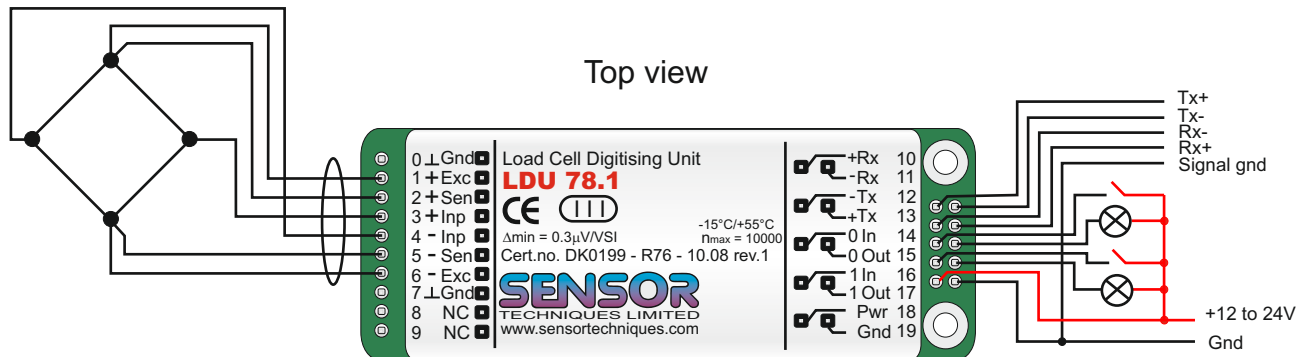 Top view
0 ⊥ Gnd
1 + Exc
2 + Sen
3 + Inp
4 - Inp
5 - Sen
6 - Exc
7 ⊥ Gnd
8 NC
9 NC
Load Cell Digitising Unit
LDU 78.1
CE III
-15°C/+55°C
Δmin = 0.3µV/VSI nmax = 10000
Cert.no. DK0199 - R76 - 10.08 rev.1
SENSOR
TECHNIQUES LIMITED
www.sensortechniques.com
+Rx 10
-Rx 11
-Tx 12
+Tx 13
0 In 14
0 Out 15
1 In 16
1 Out 17
Pwr 18
Gnd 19
Tx+
Tx-
Rx-
Rx+
Signal gnd
+12 to 24V
Gnd